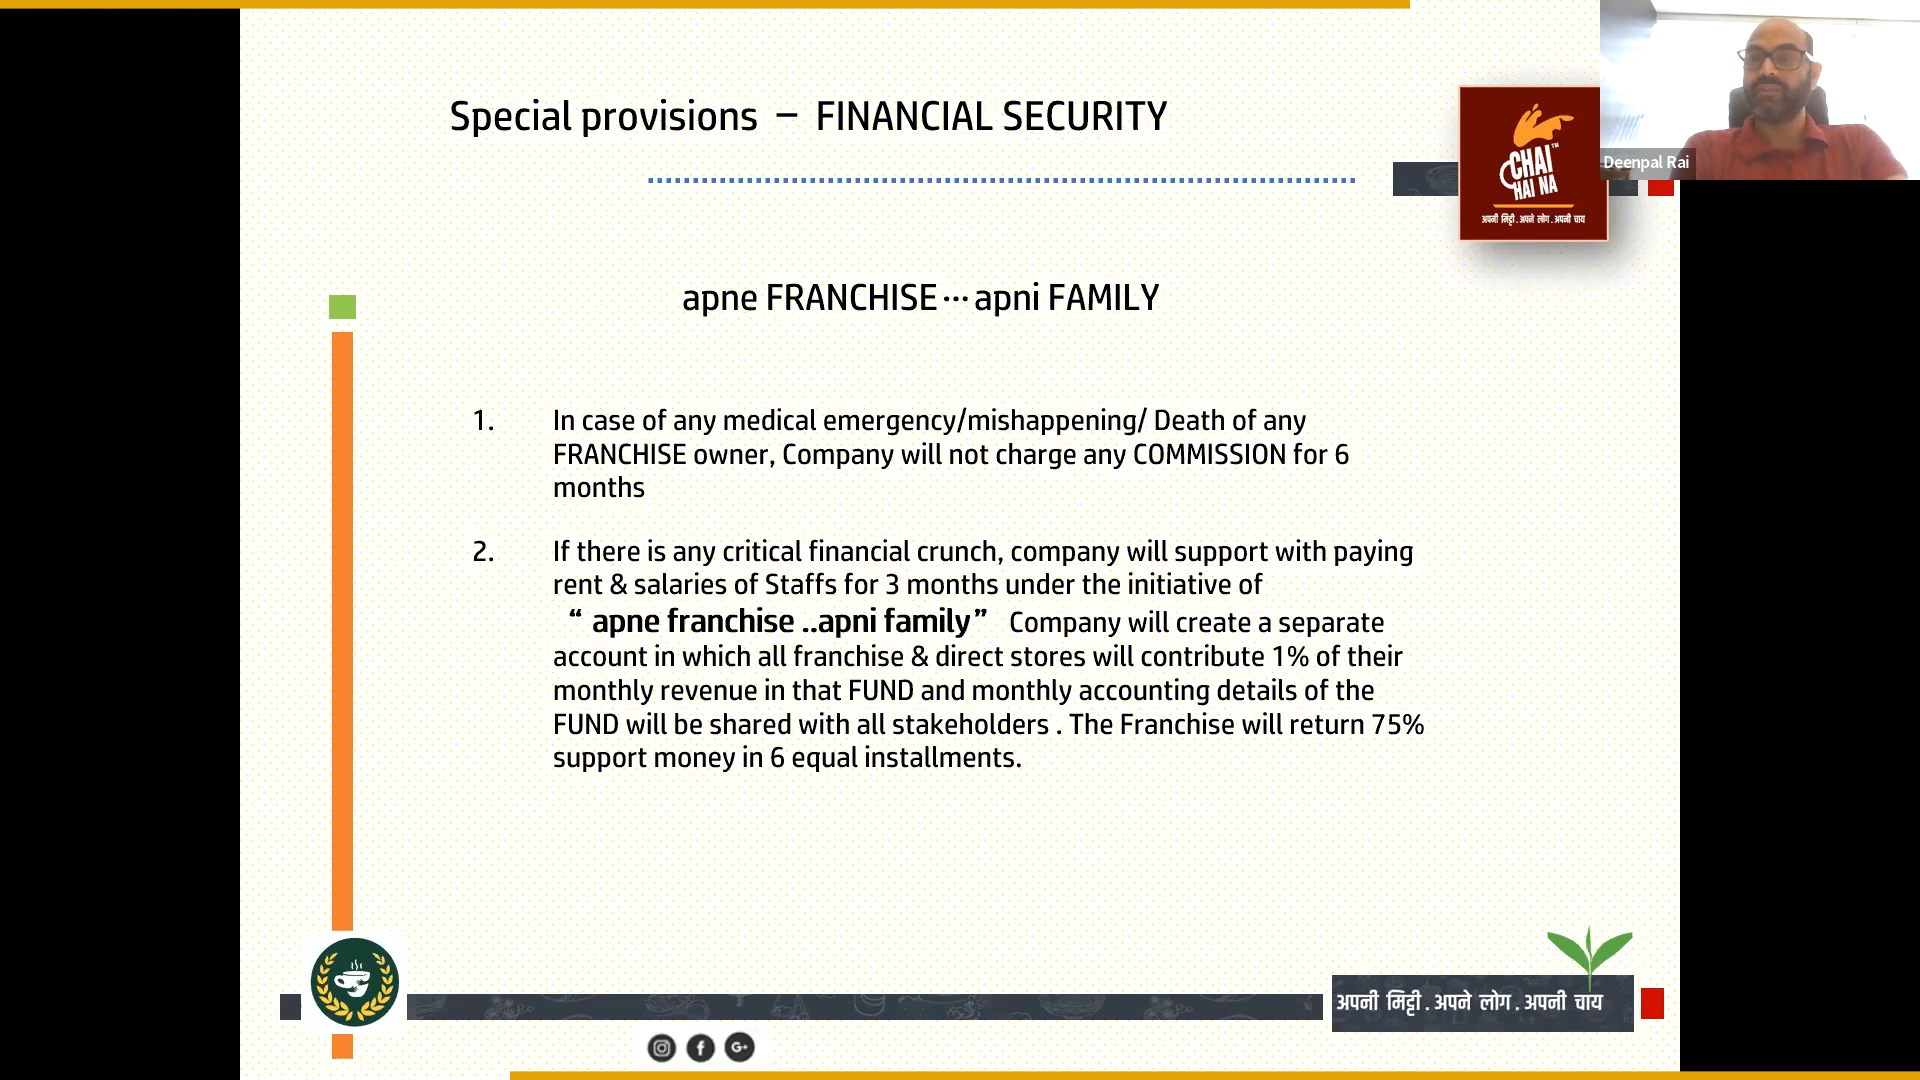 Special provisions – FINANCIAL SECURITY
CHAI
HAI NA
TM
अपनी मिट्टी . अपने लोग . अपनी चाय
Deenpal Rai
apne FRANCHISE... apni FAMILY
1. In case of any medical emergency/mishappening/ Death of any
FRANCHISE owner, Company will not charge any COMMISSION for 6
months
2. If there is any critical financial crunch, company will support with paying
rent & salaries of Staffs for 3 months under the initiative of
“ apne franchise ..apni family” Company will create a separate
account in which all franchise & direct stores will contribute 1% of their
monthly revenue in that FUND and monthly accounting details of the
FUND will be shared with all stakeholders . The Franchise will return 75%
support money in 6 equal installments.
अपनी मिट्टी . अपने लोग . अपनी चाय
G+